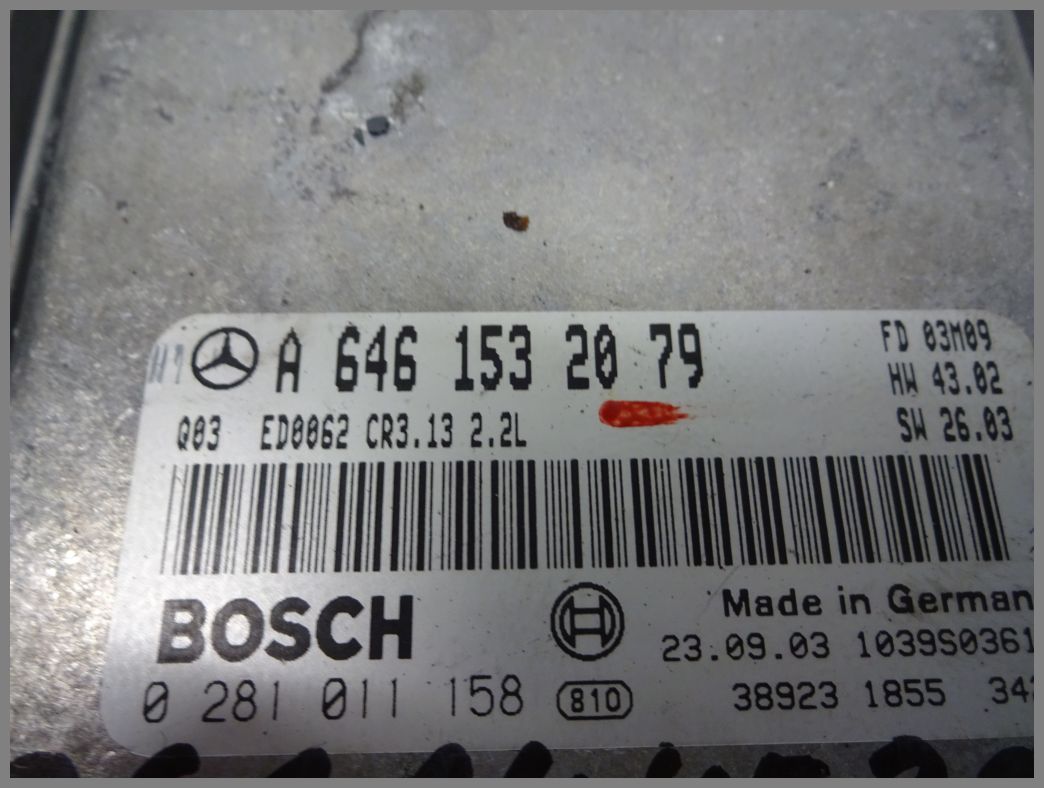 A 646 153 20 79
FD 03M09
HW 43.02
SW 26.03
Q03 ED0062 CR3.13 2.2L
BOSCH
Made in German
23.09.03 1039S0361
0 281 011 158 810
38923 1855 34